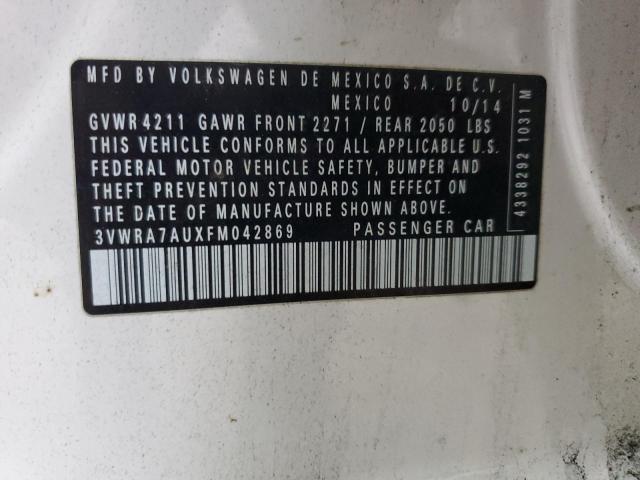 MFD BY VOLKSWAGEN DE MEXICO S.A. DE C.V.
MEXICO 10/14
GVWR 4211 GAWR FRONT 2271 / REAR 2050 LBS
THIS VEHICLE CONFORMS TO ALL APPLICABLE U.S.
FEDERAL MOTOR VEHICLE SAFETY, BUMPER AND
THEFT PREVENTION STANDARDS IN EFFECT ON
THE DATE OF MANUFACTURE SHOWN ABOVE.
3VWRA7AUXFM042869 PASSENGER CAR
4338292 1031 M